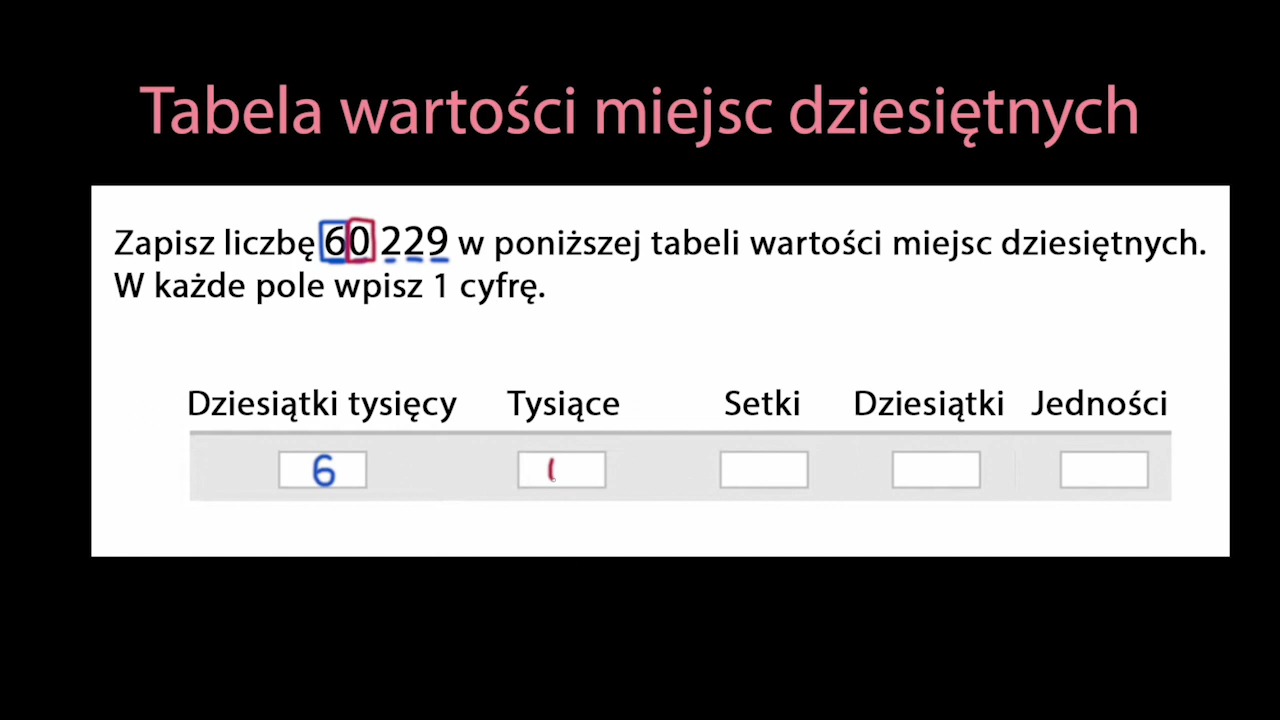 Tabela wartości miejsc dziesiętnych
Zapisz liczbę 60 229 w poniższej tabeli wartości miejsc dziesiętnych.
W każde pole wpisz 1 cyfrę.
Dziesiątki tysięcy Tysiące Setki Dziesiątki Jedności
6